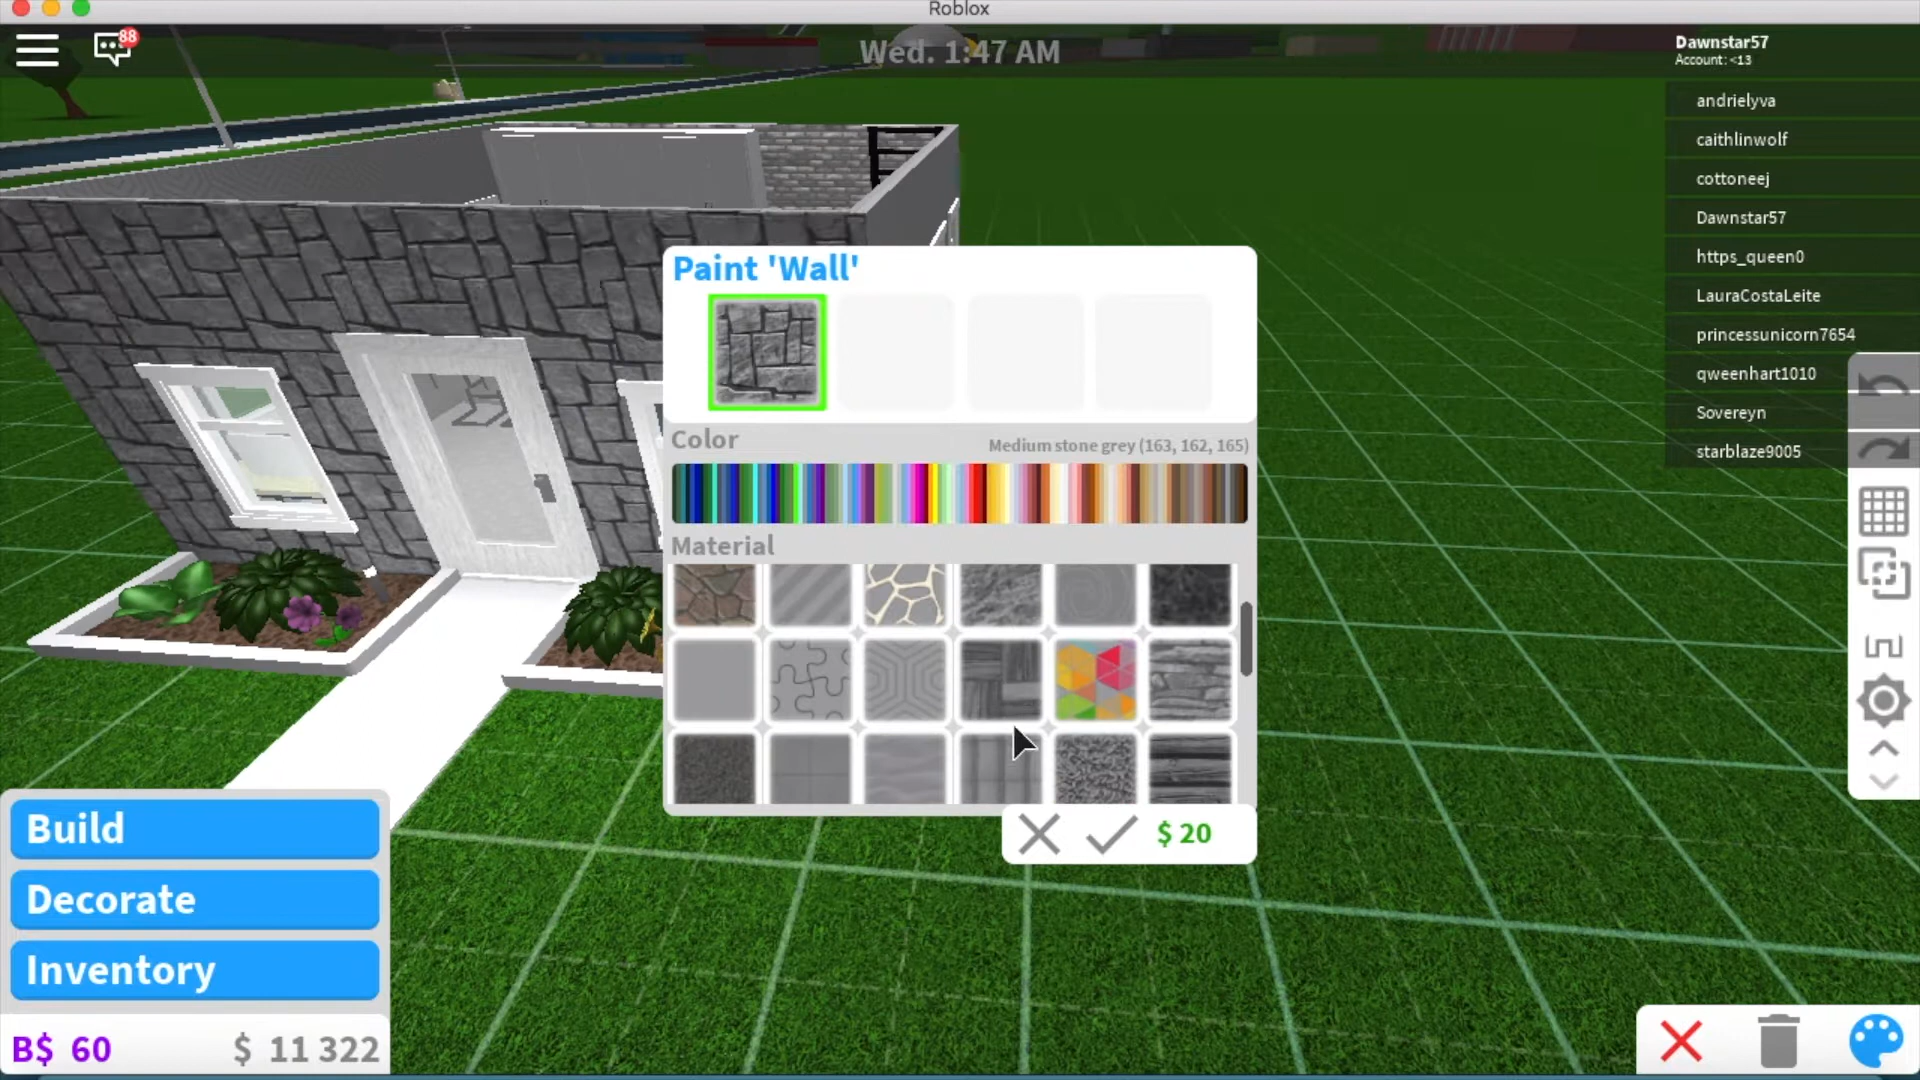 Roblox
88
Wed. 1:47 AM
Dawnstar57
Account: <13
andrielyva
caithlinwolf
cottoneej
Dawnstar57
https_queen0
LauraCostaLeite
princessunicorn7654
qweenhart1010
Sovereyn
starblaze9005
Paint 'Wall'
Color
Medium stone grey (163, 162, 165)
Material
$ 20
Build
Decorate
Inventory
B$ 60
$ 11 322